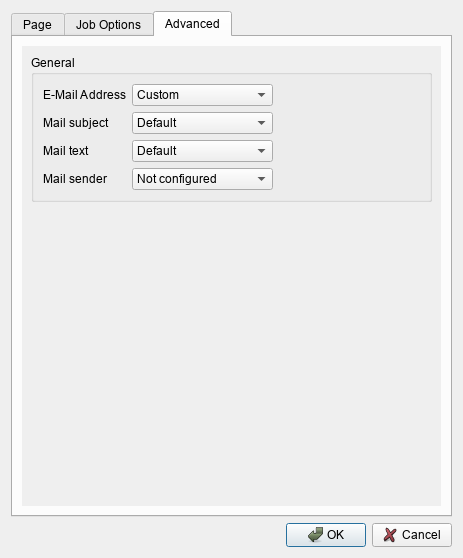 Page Job Options Advanced
General
E-Mail Address Custom
Mail subject Default
Mail text Default
Mail sender Not configured
OK Cancel